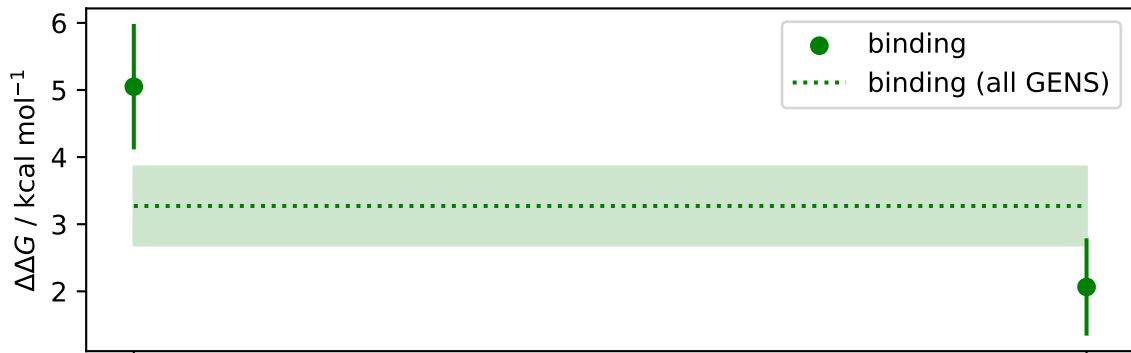 6
5
4
3
2
ΔΔG / kcal mol⁻¹
binding
binding (all GENS)